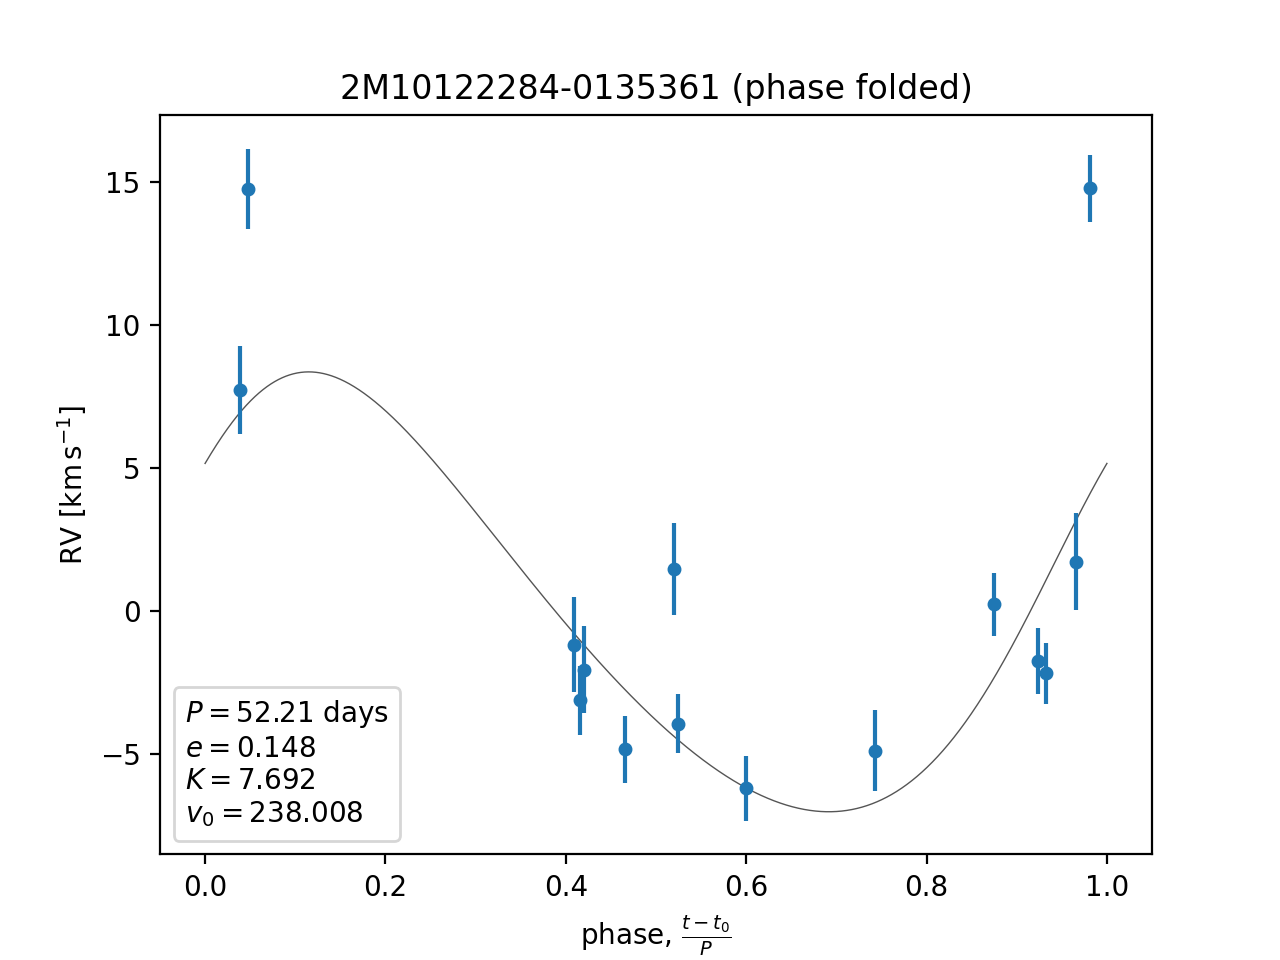 2M10122284-0135361 (phase folded)
RV [km s⁻¹]
15
10
5
0
−5
P = 52.21 days
e = 0.148
K = 7.692
v₀ = 238.008
0.0 0.2 0.4 0.6 0.8 1.0
phase, (t − t₀)/P